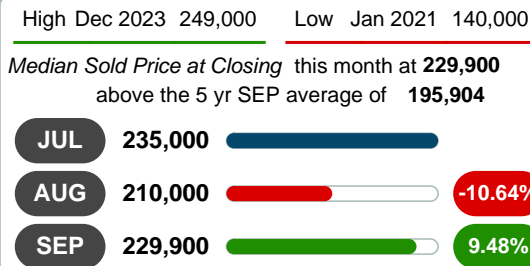 High Dec 2023 249,000 Low Jan 2021 140,000
Median Sold Price at Closing this month at 229,900
above the 5 yr SEP average of 195,904
JUL 235,000
AUG 210,000 -10.64%
SEP 229,900 9.48%